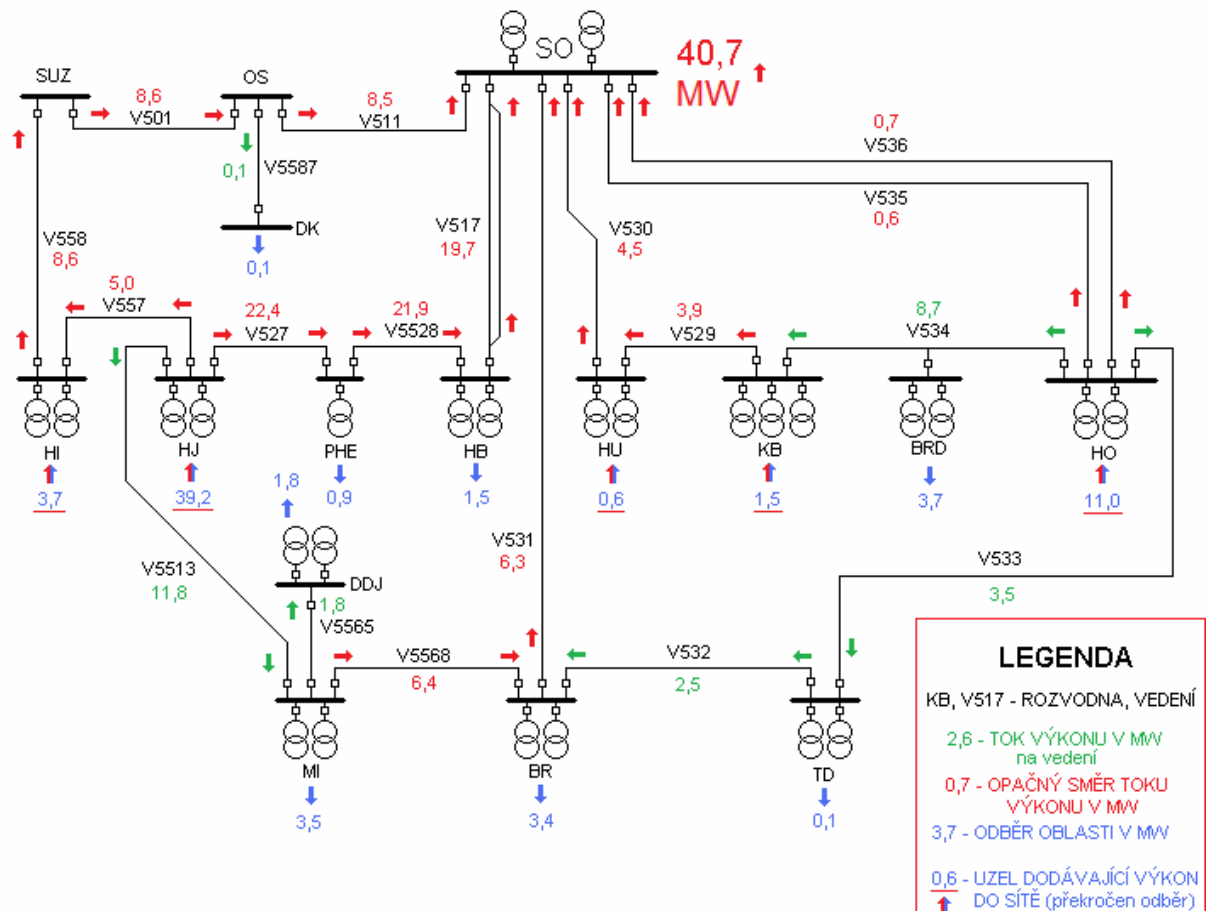 SO
40,7
MW
SUZ
OS
8,6
V501
8,5
V511
0,7
V536
V5587
0,1
V535
0,6
DK
0,1
V558
8,6
V517
19,7
V530
4,5
5,0
V557
22,4
V527
21,9
V5528
3,9
V529
8,7
V534
HI
3,7
HJ
39,2
PHE
0,9
HB
1,5
HU
0,6
KB
1,5
BRD
3,7
HO
11,0
1,8
V531
6,3
V5513
11,8
DDJ
1,8
V5565
V533
3,5
V5568
6,4
V532
2,5
MI
3,5
BR
3,4
TD
0,1
LEGENDA
KB, V517 - ROZVODNA, VEDENÍ
2,6 - TOK VÝKONU V MW
na vedení
0,7 - OPAČNÝ SMĚR TOKU
VÝKONU V MW
3,7 - ODBĚR OBLASTI V MW
0,6 - UZEL DODÁVAJÍCÍ VÝKON
DO SÍTĚ (překročen odběr)